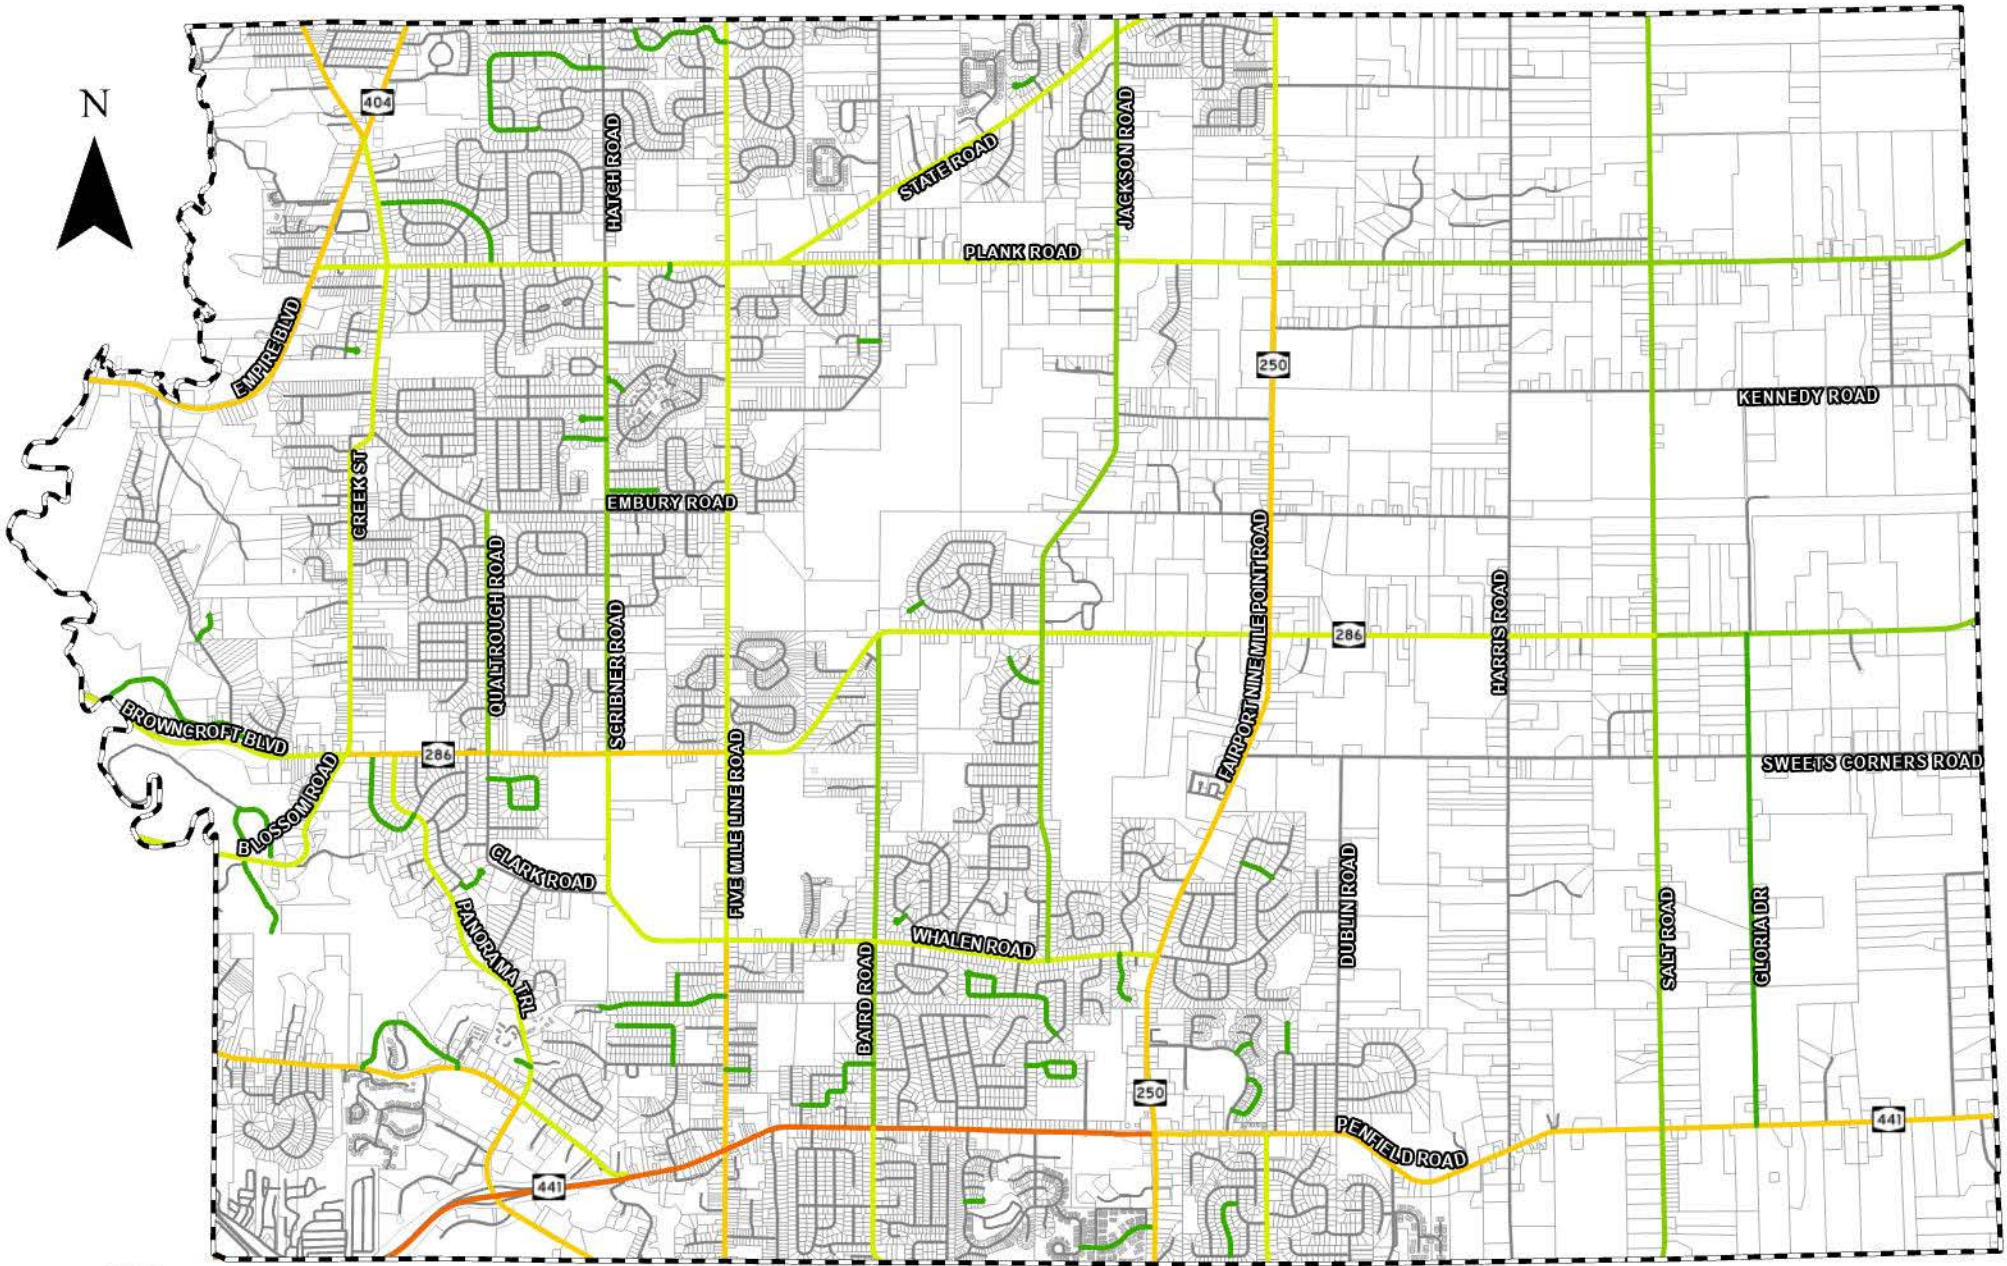 N
404
HATCH ROAD
STATE ROAD
JACKSON ROAD
PLANK ROAD
EMPIRE BLVD
250
KENNEDY ROAD
CREEK ST
EMBURY ROAD
QUALTROUGH ROAD
SCRIBNER ROAD
FAIRPORT NINE MILE POINT ROAD
HARRIS ROAD
286
BROWNCROFT BLVD
286
BLOSSOM ROAD
FIVE MILE LINE ROAD
SWEETS CORNERS ROAD
CLARK ROAD
DUBLIN ROAD
SALT ROAD
GLORIA DR
PANORAMA TRL
WHALEN ROAD
BAIRD ROAD
250
PENFIELD ROAD
441
441